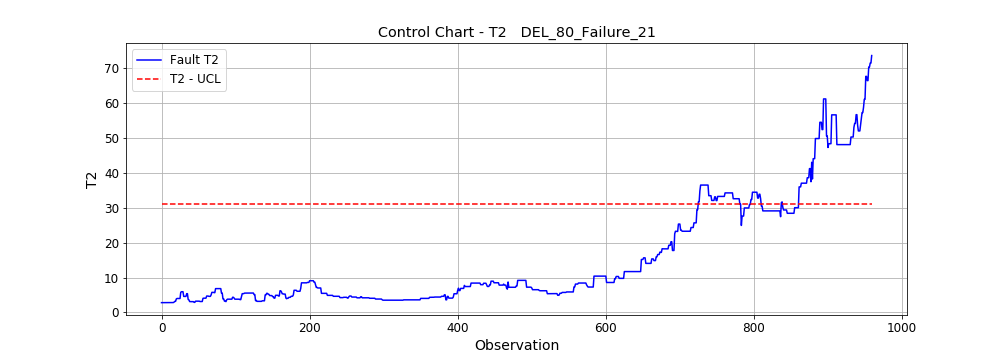 Control Chart - T2   DEL_80_Failure_21
Fault T2
T2 - UCL
T2
70
60
50
40
30
20
10
0
0 200 400 600 800 1000
Observation